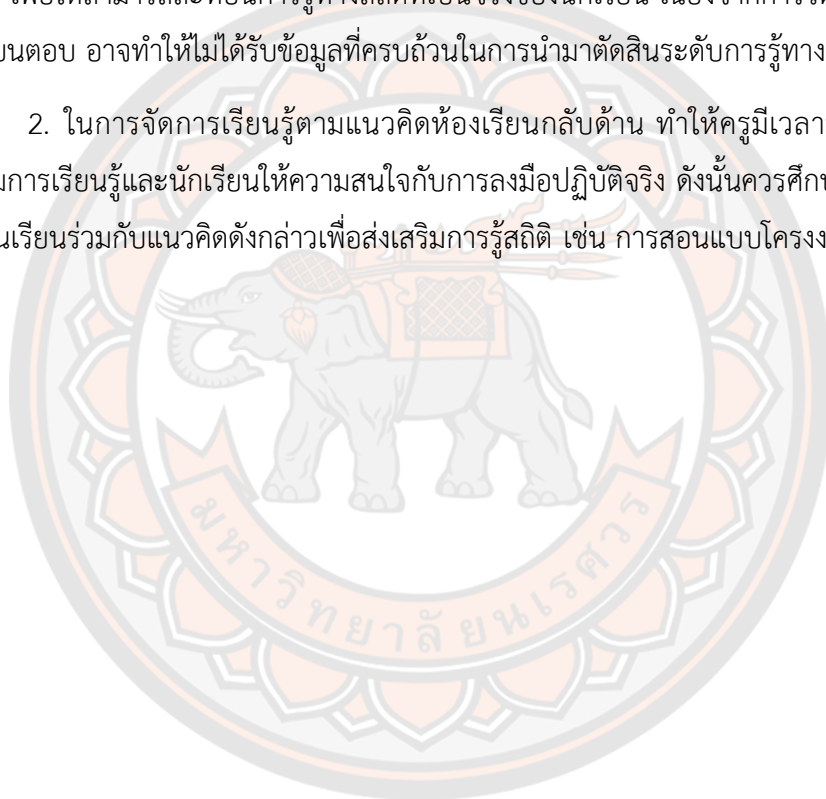 เพื่อให้สามารถสะท้อนการรู้ทางสถิติที่เป็นจริงของนักเรียน เนื่องจากการวัด
ยนตอบ อาจทำให้ไม่ได้รับข้อมูลที่ครบถ้วนในการนำมาตัดสินระดับการรู้ทาง
2. ในการจัดการเรียนรู้ตามแนวคิดห้องเรียนกลับด้าน ทำให้ครูมีเวลา
มการเรียนรู้และนักเรียนให้ความสนใจกับการลงมือปฏิบัติจริง ดังนั้นควรศึกษ
นเรียนร่วมกับแนวคิดดังกล่าวเพื่อส่งเสริมการรู้สถิติ เช่น การสอนแบบโครงง
มหาวิทยาลัยนเรศวร